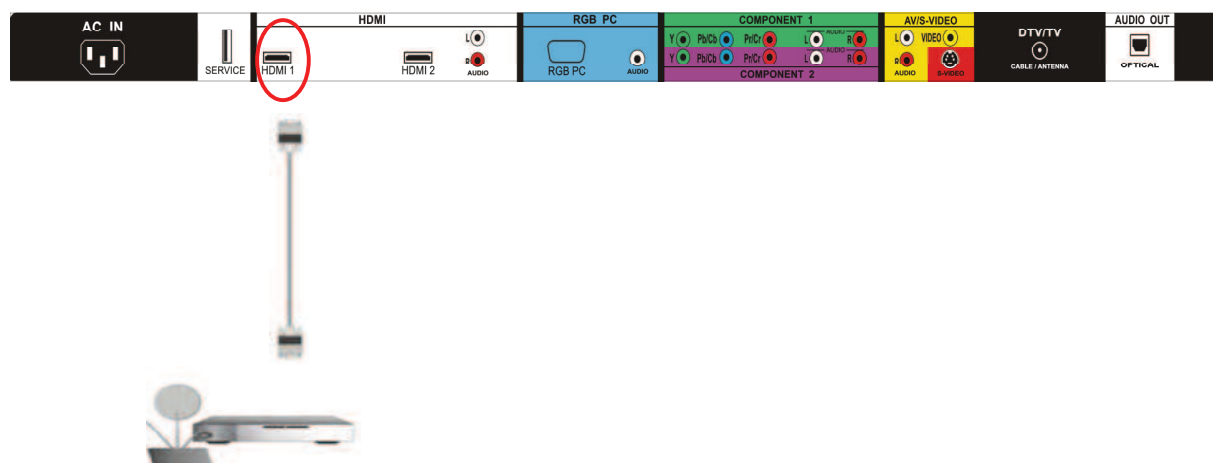 AC IN
SERVICE
HDMI
HDMI 1
HDMI 2
L
R
AUDIO
RGB PC
RGB PC
AUDIO
COMPONENT 1
Y Pb/Cb Pr/Cr L AUDIO R
Y Pb/Cb Pr/Cr L AUDIO R
COMPONENT 2
AV/S-VIDEO
L VIDEO
R
AUDIO
S-VIDEO
DTV/TV
CABLE / ANTENNA
AUDIO OUT
OPTICAL